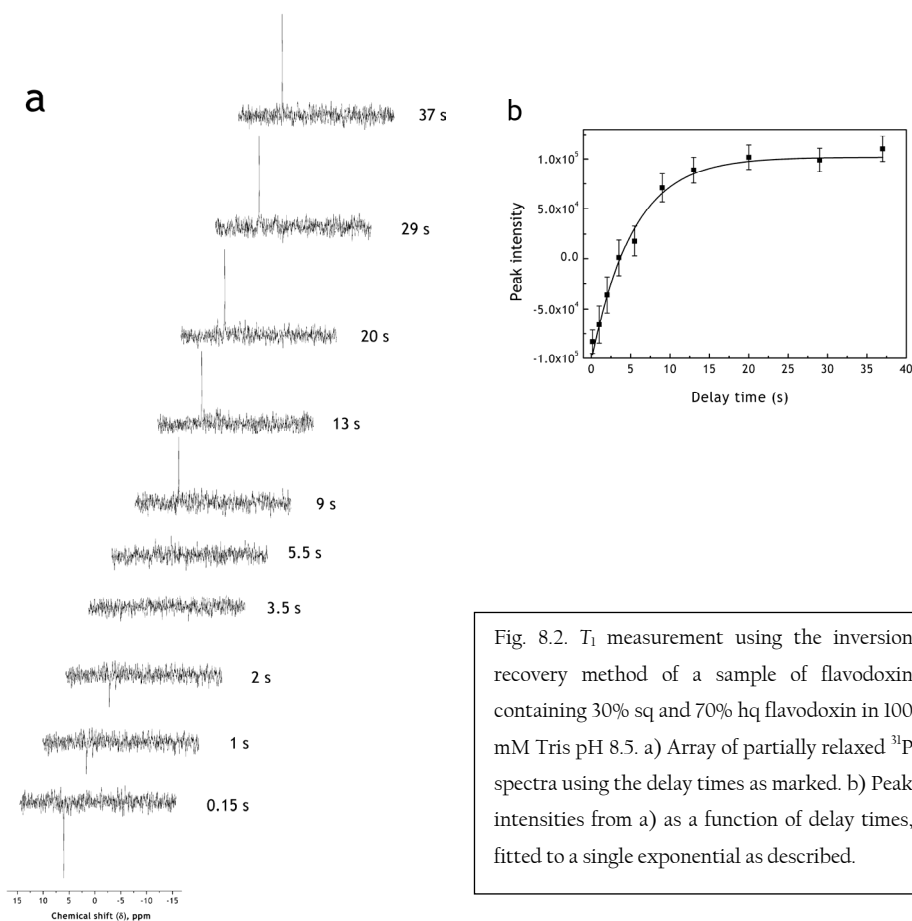 a
37 s
29 s
20 s
13 s
9 s
5.5 s
3.5 s
2 s
1 s
0.15 s
15 10 5 0 -5 -10 -15
Chemical shift (δ), ppm
b
1.0x10⁵
5.0x10⁴
0.0
-5.0x10⁴
-1.0x10⁵
Peak intensity
0 5 10 15 20 25 30 35 40
Delay time (s)
Fig. 8.2. T₁ measurement using the inversion
recovery method of a sample of flavodoxin
containing 30% sq and 70% hq flavodoxin in 100
mM Tris pH 8.5. a) Array of partially relaxed ³¹P
spectra using the delay times as marked. b) Peak
intensities from a) as a function of delay times,
fitted to a single exponential as described.